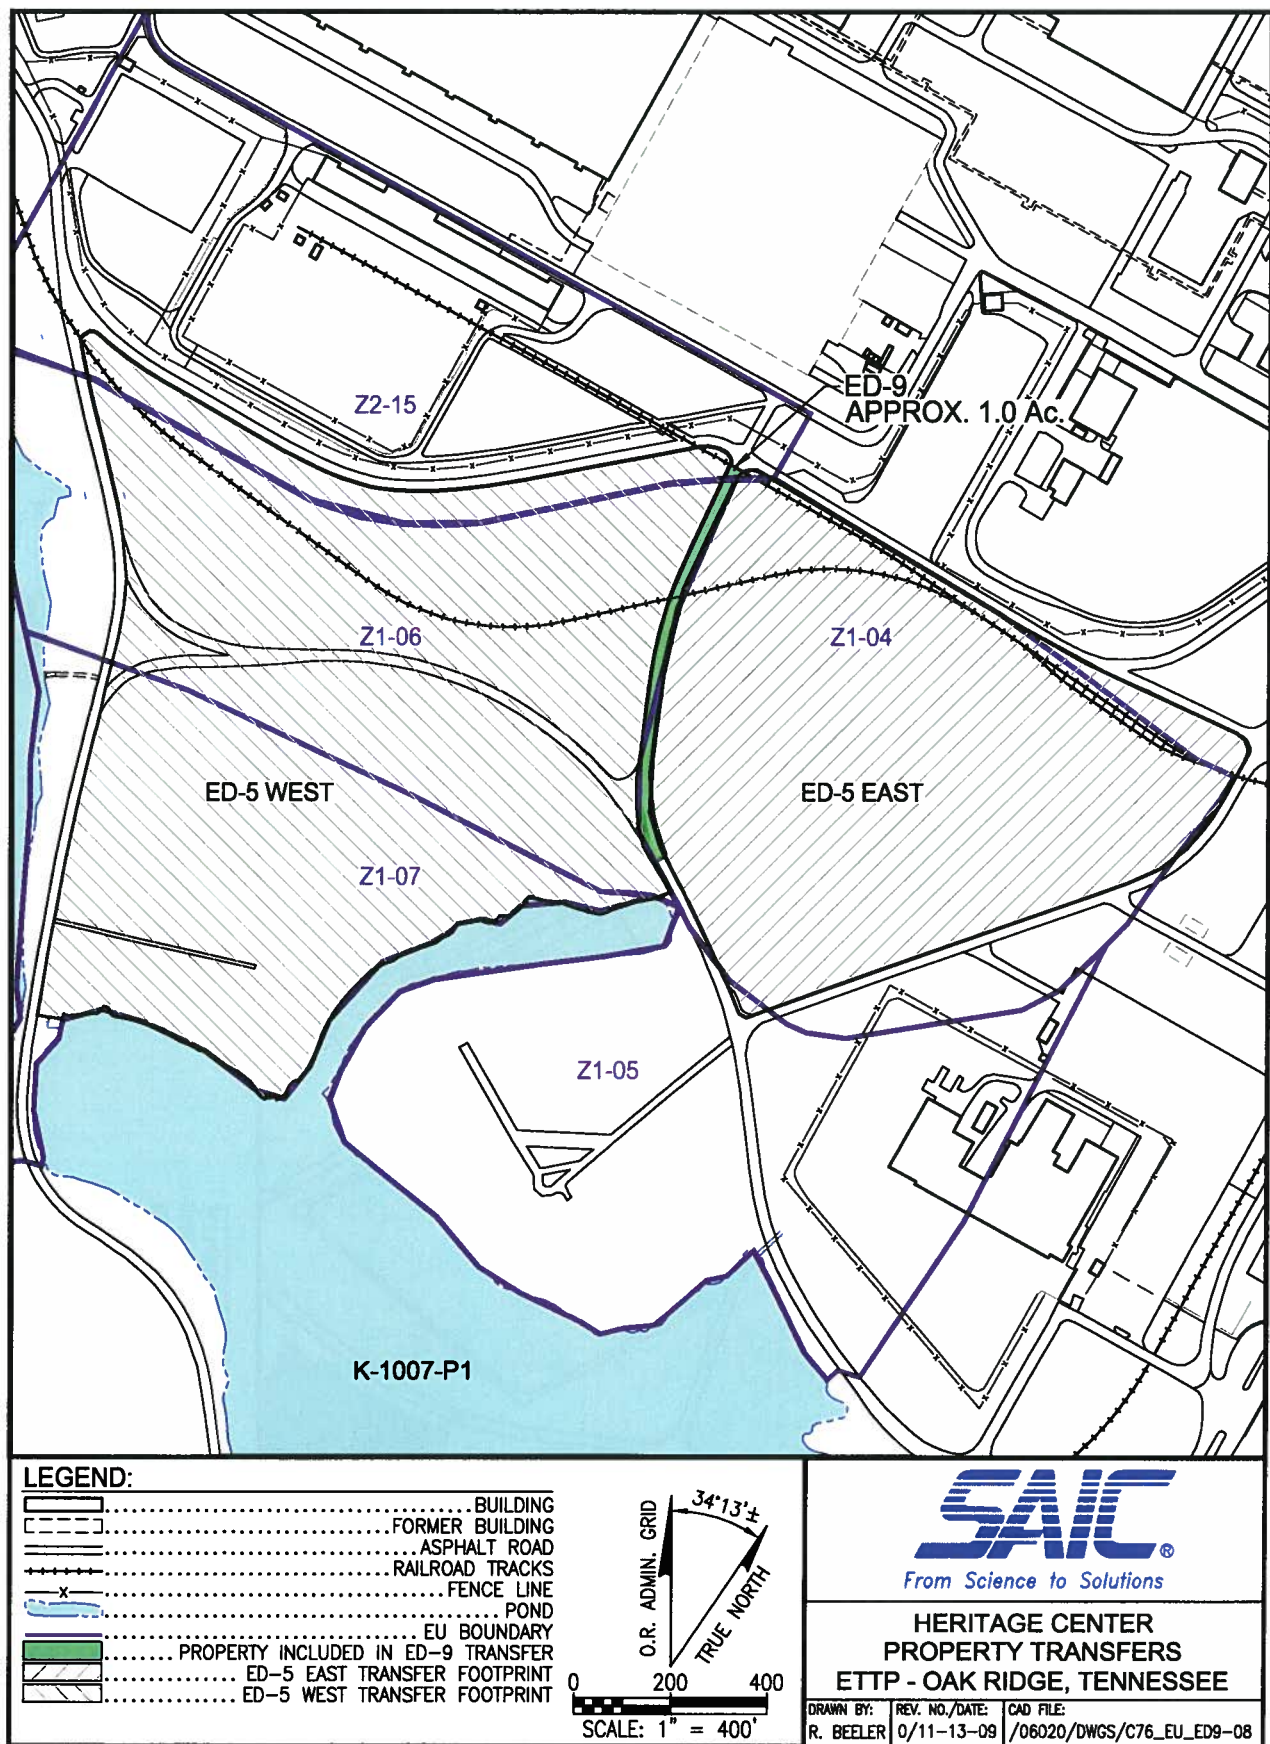 ED-9
APPROX. 1.0 Ac.
Z2-15
Z1-06
Z1-04
ED-5 WEST
ED-5 EAST
Z1-07
Z1-05
K-1007-P1
LEGEND:
BUILDING
FORMER BUILDING
ASPHALT ROAD
RAILROAD TRACKS
x FENCE LINE
POND
EU BOUNDARY
PROPERTY INCLUDED IN ED-9 TRANSFER
ED-5 EAST TRANSFER FOOTPRINT
ED-5 WEST TRANSFER FOOTPRINT
34°13'±
O.R. ADMIN. GRID
TRUE NORTH
0 200 400
SCALE: 1" = 400'
SAIC®
From Science to Solutions
HERITAGE CENTER
PROPERTY TRANSFERS
ETTP - OAK RIDGE, TENNESSEE
DRAWN BY: REV. NO./DATE: CAD FILE:
R. BEELER 0/11-13-09 /06020/DWGS/C76_EU_ED9-08